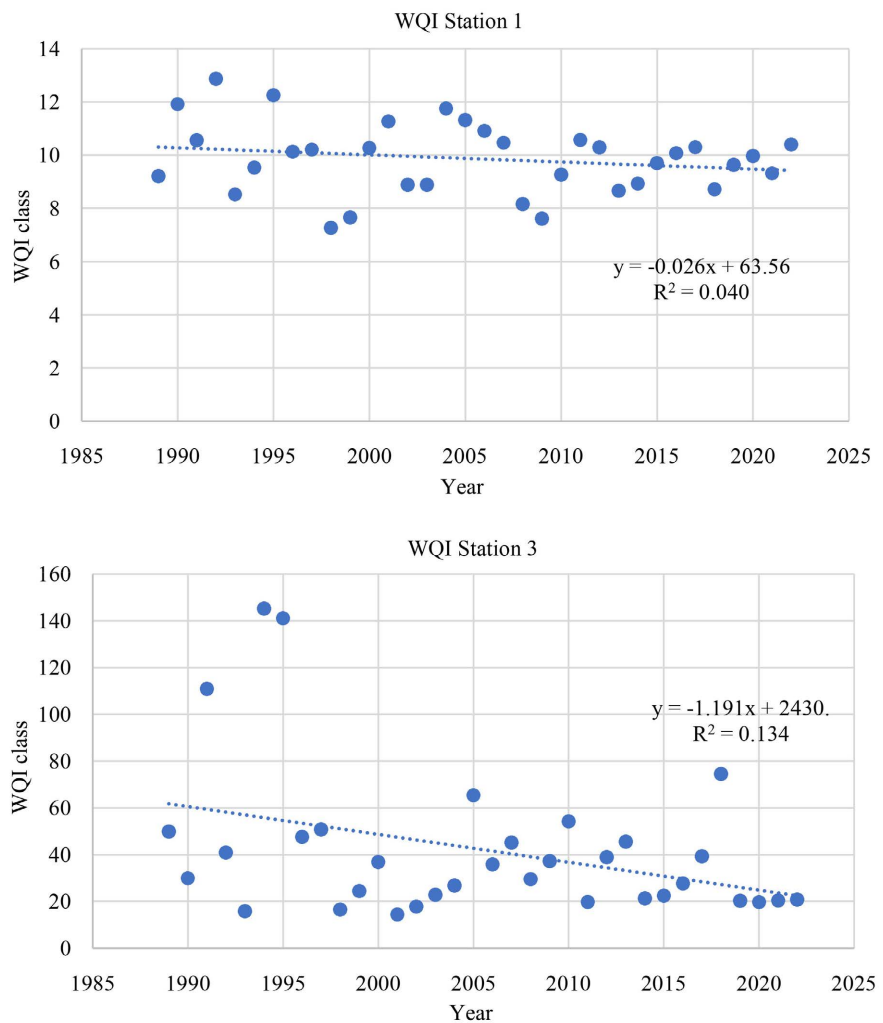 WQI Station 1
14
12
10
8
6
4
2
0
WQI class
y = -0.026x + 63.56
R² = 0.040
1985 1990 1995 2000 2005 2010 2015 2020 2025
Year
WQI Station 3
160
140
120
100
80
60
40
20
0
WQI class
y = -1.191x + 2430.
R² = 0.134
1985 1990 1995 2000 2005 2010 2015 2020 2025
Year